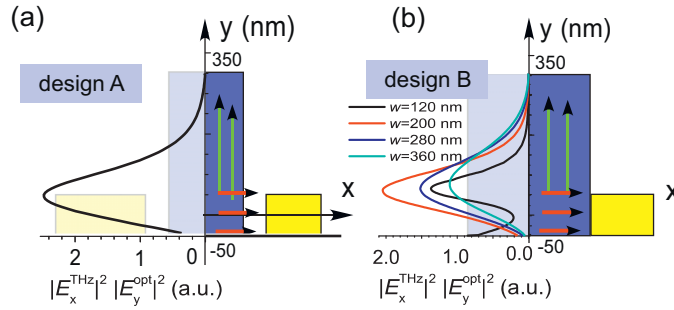 (a)
y (nm)
350
design A
x
-50
2 1 0
|E_x^THz|² |E_y^opt|² (a.u.)
(b)
y (nm)
350
design B
w=120 nm
w=200 nm
w=280 nm
w=360 nm
x
-50
2.0 1.0 0.0
|E_x^THz|² |E_y^opt|² (a.u.)